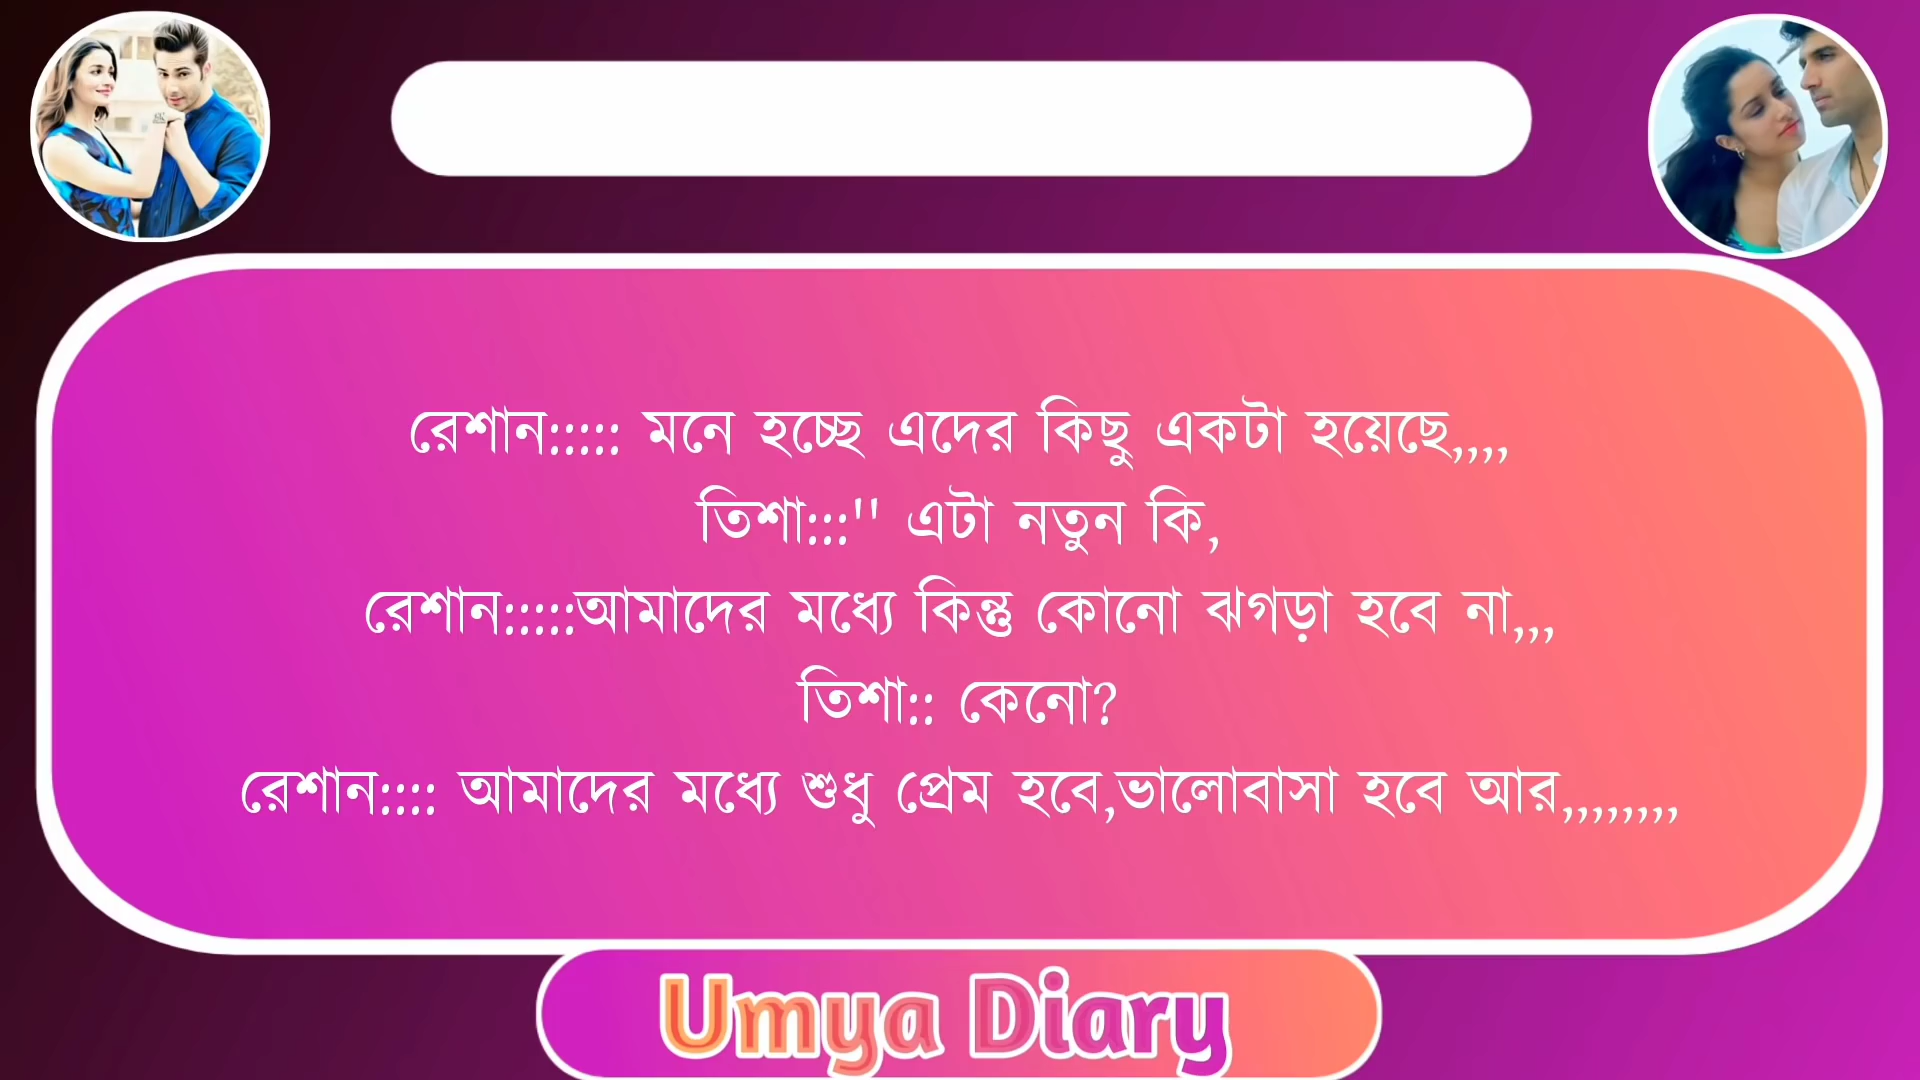 রেশান::::: মনে হচ্ছে এদের কিছু একটা হয়েছে,,,,
তিশা:::'' এটা নতুন কি,
রেশান:::::আমাদের মধ্যে কিন্তু কোনো ঝগড়া হবে না,,,
তিশা:: কেনো?
রেশান:::: আমাদের মধ্যে শুধু প্রেম হবে,ভালোবাসা হবে আর,,,,,,,,
Umya Diary